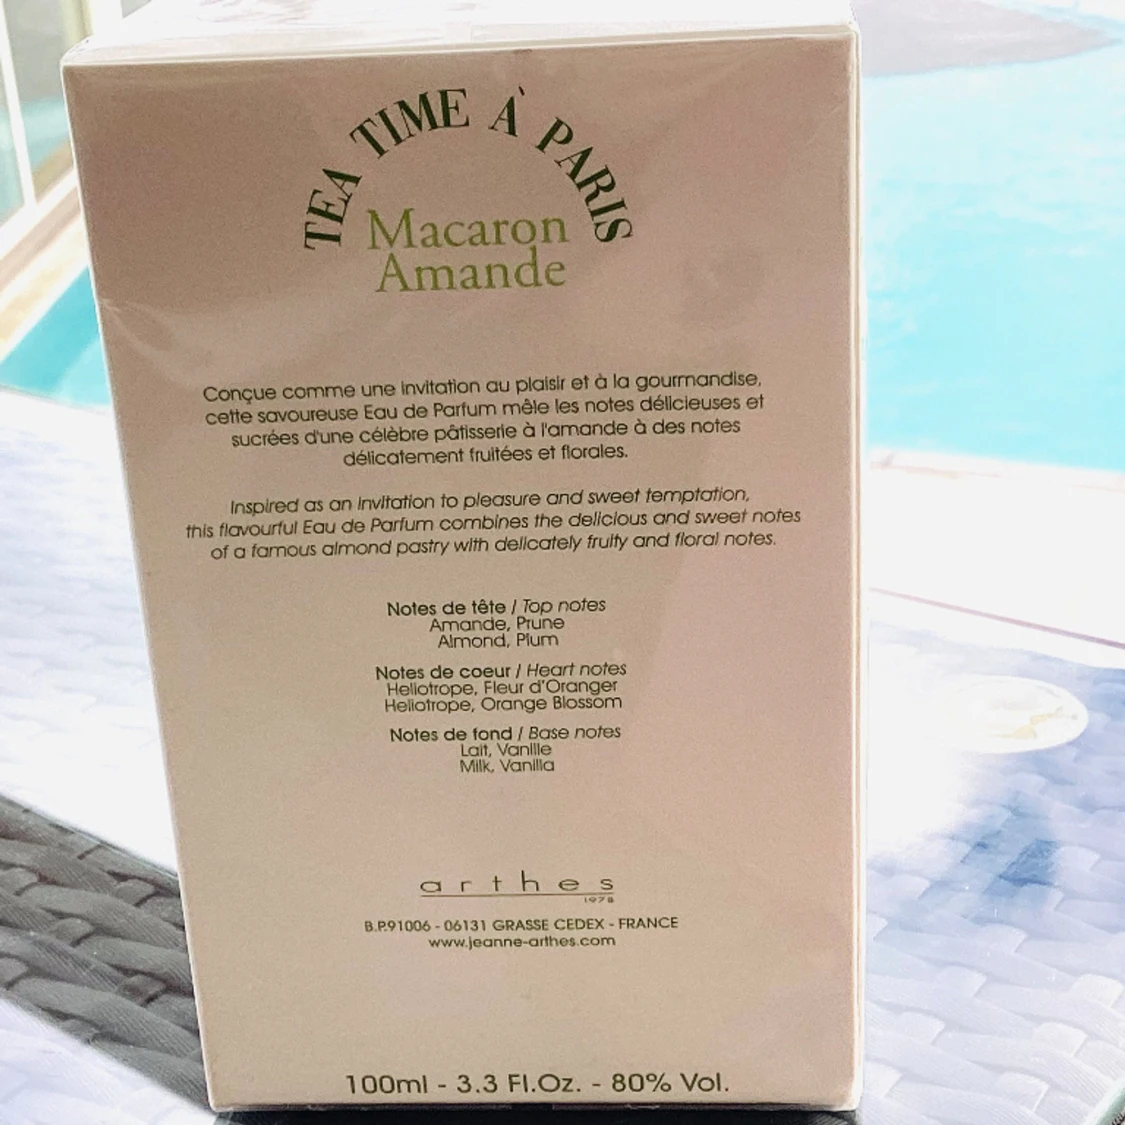 TEA TIME À PARIS
Macaron
Amande
Conçue comme une invitation au plaisir et à la gourmandise,
cette savoureuse Eau de Parfum mêle les notes délicieuses et
sucrées d'une célèbre pâtisserie à l'amande à des notes
délicatement fruitées et florales.
Inspired as an invitation to pleasure and sweet temptation,
this flavourful Eau de Parfum combines the delicious and sweet notes
of a famous almond pastry with delicately fruity and floral notes.
Notes de tête / Top notes
Amande, Prune
Almond, Plum
Notes de coeur / Heart notes
Heliotrope, Fleur d'Oranger
Heliotrope, Orange Blossom
Notes de fond / Base notes
Lait, Vanille
Milk, Vanilla
arthes
1978
B.P.91006 - 06131 GRASSE CEDEX - FRANCE
www.jeanne-arthes.com
100ml - 3.3 Fl.Oz. - 80% Vol.